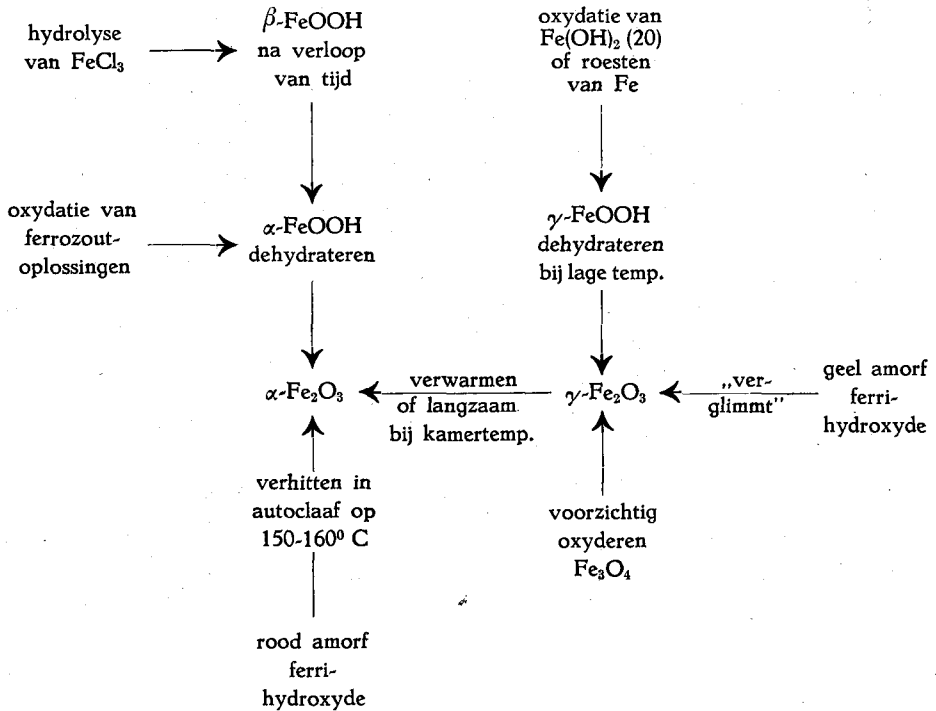 hydrolyse
van FeCl₃
β-FeOOH
na verloop
van tijd
oxydatie van
Fe(OH)₂ (20)
of roesten
van Fe
oxydatie van
ferrozout-
oplossingen
α-FeOOH
dehydrateren
γ-FeOOH
dehydrateren
bij lage temp.
α-Fe₂O₃
verwarmen
of langzaam
bij kamertemp.
γ-Fe₂O₃
„ver-
glimmt”
geel amorf
ferri-
hydroxyde
verhitten in
autoclaaf op
150-160⁰ C
voorzichtig
oxyderen
Fe₃O₄
rood amorf
ferri-
hydroxyde